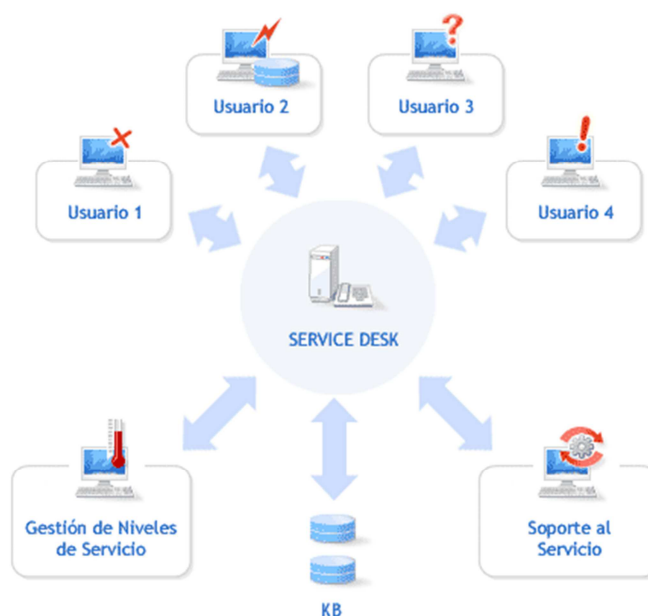 Usuario 2
Usuario 3
Usuario 1
Usuario 4
SERVICE DESK
Gestión de Niveles
de Servicio
Soporte al
Servicio
KB